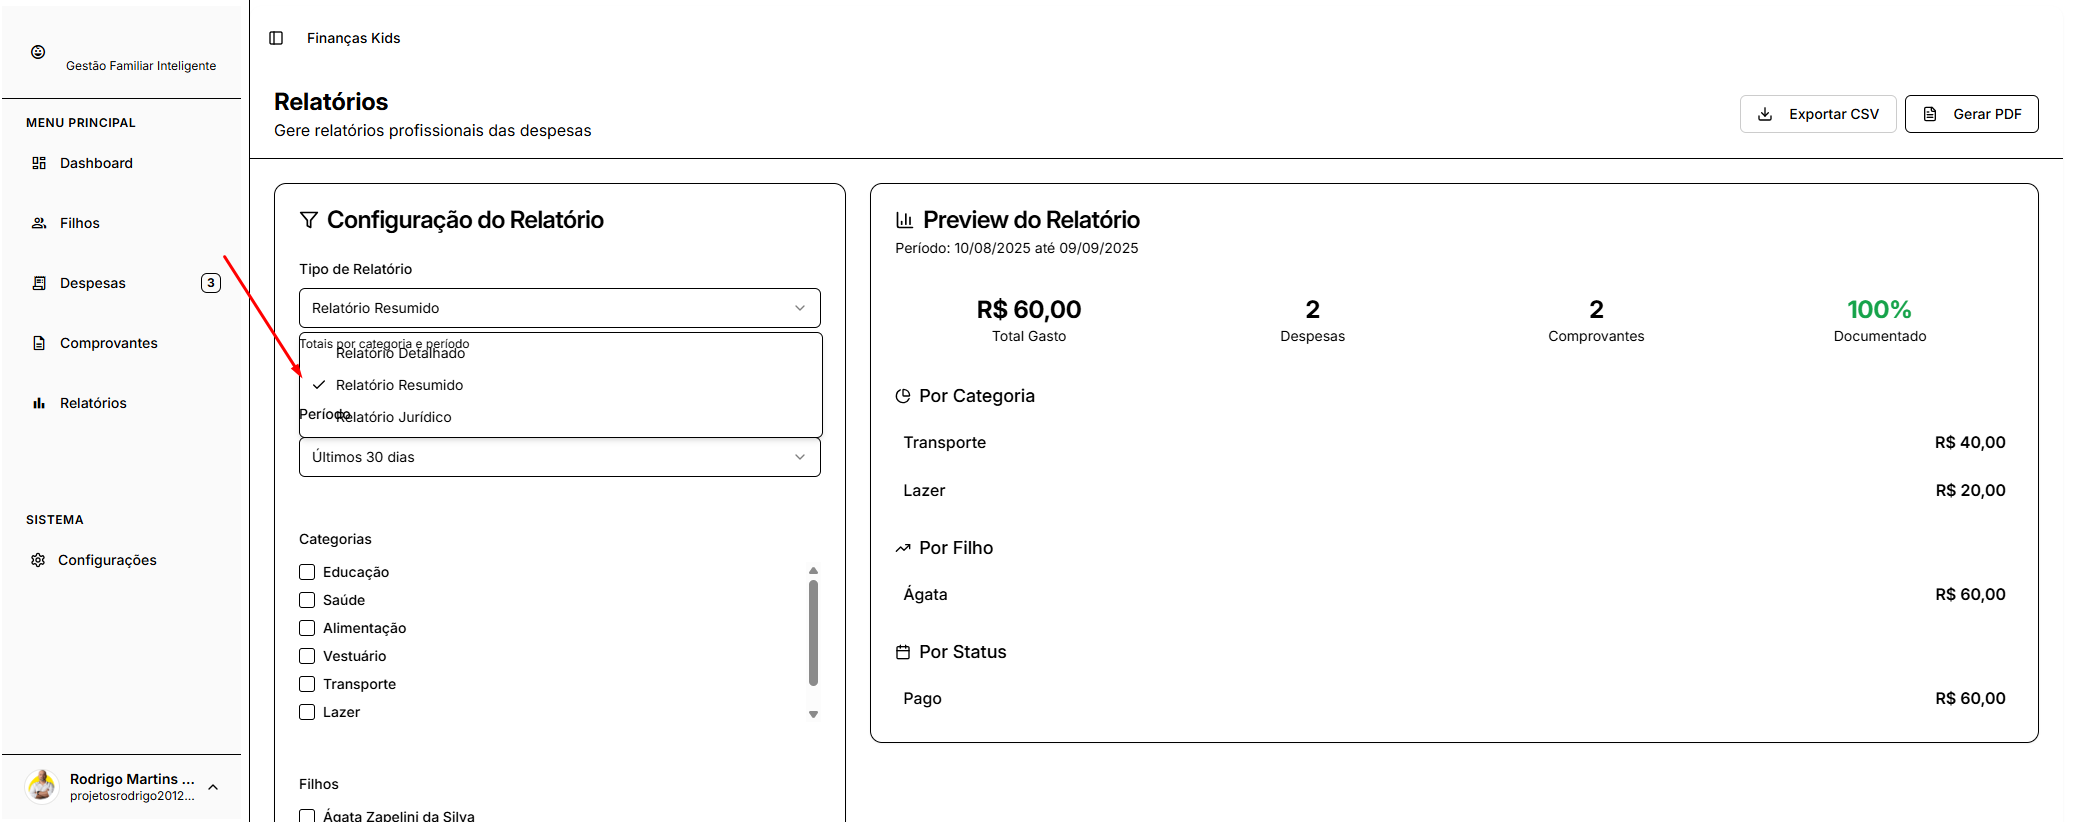 Gestão Familiar Inteligente
MENU PRINCIPAL
Dashboard
Filhos
Despesas
3
Comprovantes
Relatórios
SISTEMA
Configurações
Rodrigo Martins ...
projetosrodrigo2012...
Finanças Kids
Relatórios
Gere relatórios profissionais das despesas
Exportar CSV
Gerar PDF
Configuração do Relatório
Tipo de Relatório
Relatório Resumido
Totais por categoria e período
Relatório Detalhado
Relatório Resumido
Período
Relatório Jurídico
Últimos 30 dias
Categorias
Educação
Saúde
Alimentação
Vestuário
Transporte
Lazer
Filhos
Ágata Zapelini da Silva
Preview do Relatório
Período: 10/08/2025 até 09/09/2025
R$ 60,00
Total Gasto
2
Despesas
2
Comprovantes
100%
Documentado
Por Categoria
Transporte R$ 40,00
Lazer R$ 20,00
Por Filho
Ágata R$ 60,00
Por Status
Pago R$ 60,00